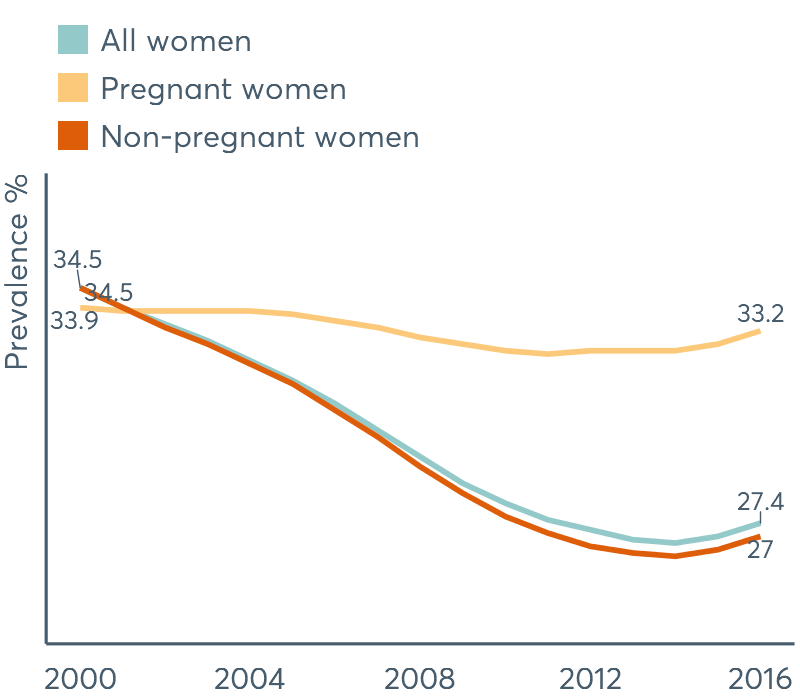 All women
Pregnant women
Non-pregnant women
Prevalence %
34.5
34.5
33.9
33.2
27.4
27
2000 2004 2008 2012 2016